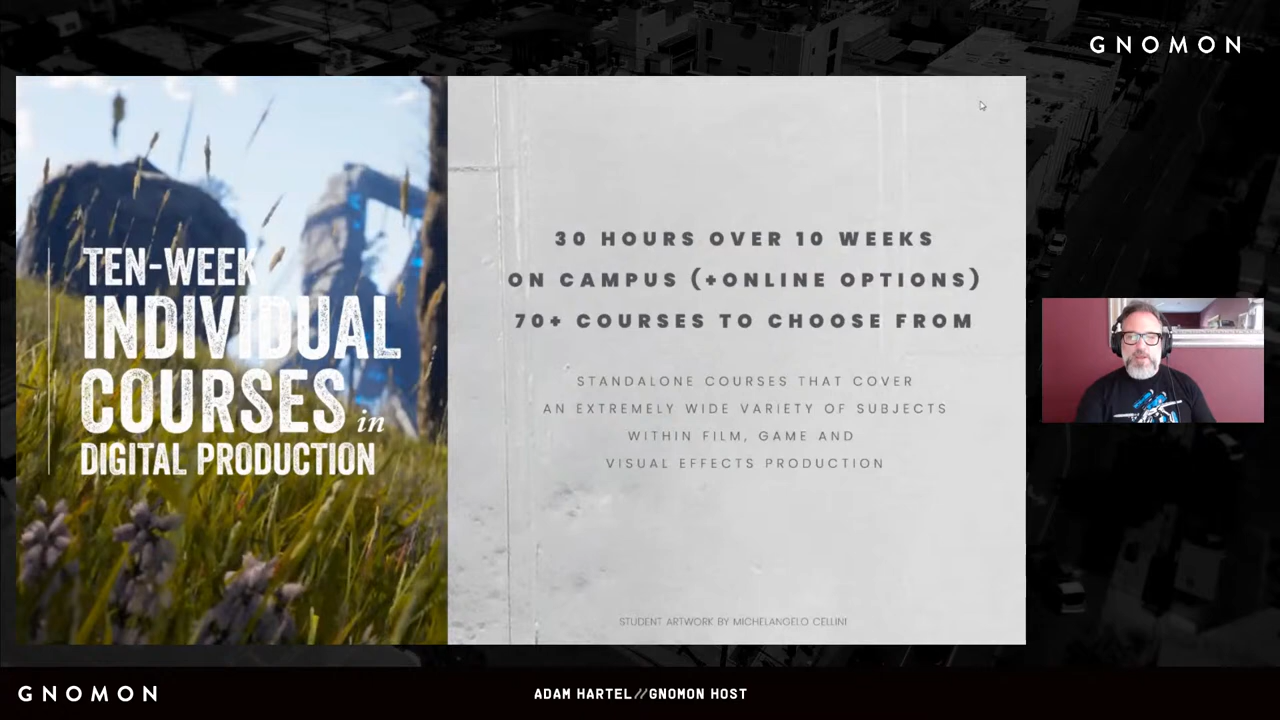 GNOMON
TEN-WEEK
INDIVIDUAL
COURSES in
DIGITAL PRODUCTION
30 HOURS OVER 10 WEEKS
ON CAMPUS (+ONLINE OPTIONS)
70+ COURSES TO CHOOSE FROM
STANDALONE COURSES THAT COVER
AN EXTREMELY WIDE VARIETY OF SUBJECTS
WITHIN FILM, GAME AND
VISUAL EFFECTS PRODUCTION
STUDENT ARTWORK BY MICHELANGELO CELLINI
GNOMON
ADAM HARTEL//GNOMON HOST